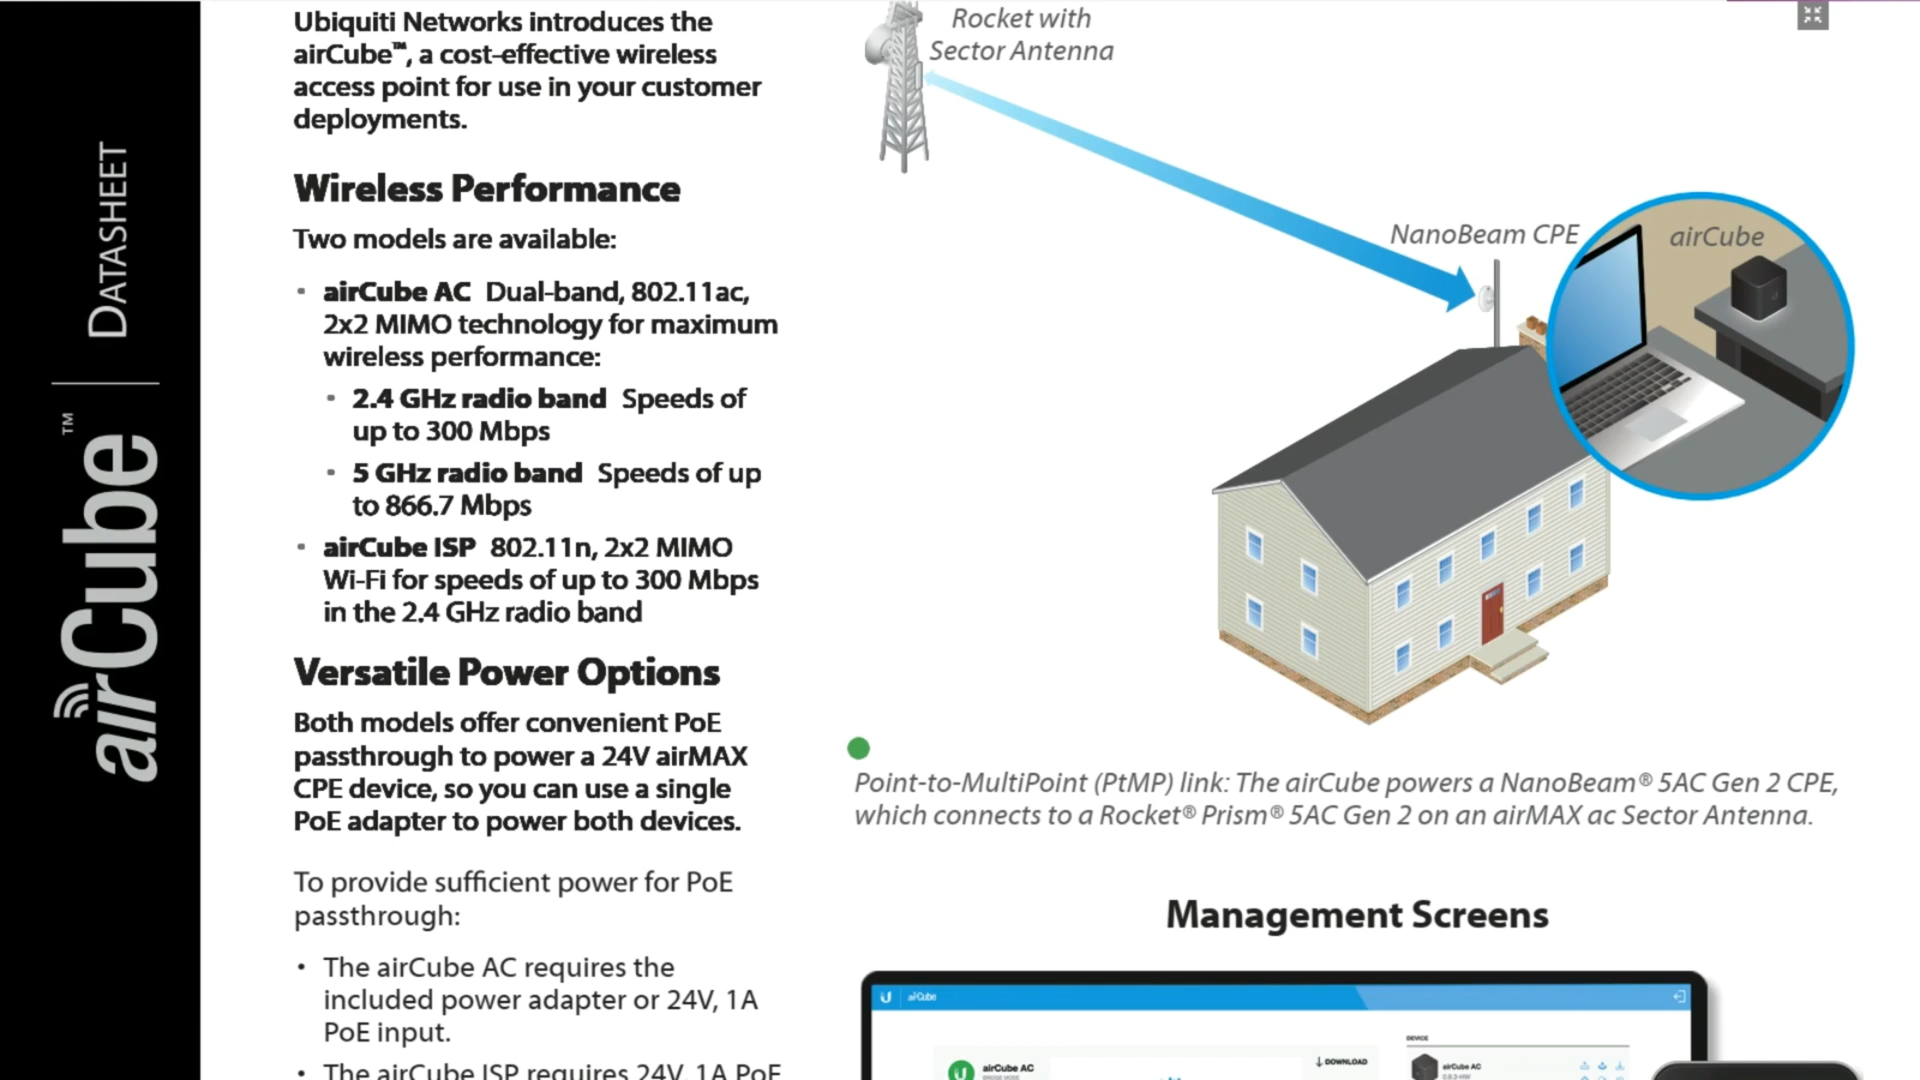 DATASHEET
airCube™
Ubiquiti Networks introduces the
airCube™, a cost-effective wireless
access point for use in your customer
deployments.
Wireless Performance
Two models are available:
▪ airCube AC Dual-band, 802.11ac,
2x2 MIMO technology for maximum
wireless performance:
▪ 2.4 GHz radio band Speeds of
up to 300 Mbps
▪ 5 GHz radio band Speeds of up
to 866.7 Mbps
▪ airCube ISP 802.11n, 2x2 MIMO
Wi-Fi for speeds of up to 300 Mbps
in the 2.4 GHz radio band
Versatile Power Options
Both models offer convenient PoE
passthrough to power a 24V airMAX
CPE device, so you can use a single
PoE adapter to power both devices.
To provide sufficient power for PoE
passthrough:
• The airCube AC requires the
included power adapter or 24V, 1A
PoE input.
• The airCube ISP requires 24V, 1A PoE
Rocket with
Sector Antenna
NanoBeam CPE
airCube
Point-to-MultiPoint (PtMP) link: The airCube powers a NanoBeam® 5AC Gen 2 CPE,
which connects to a Rocket® Prism® 5AC Gen 2 on an airMAX ac Sector Antenna.
Management Screens
airCube
airCube AC
BRIDGE MODE
DOWNLOAD
DEVICE
airCube AC